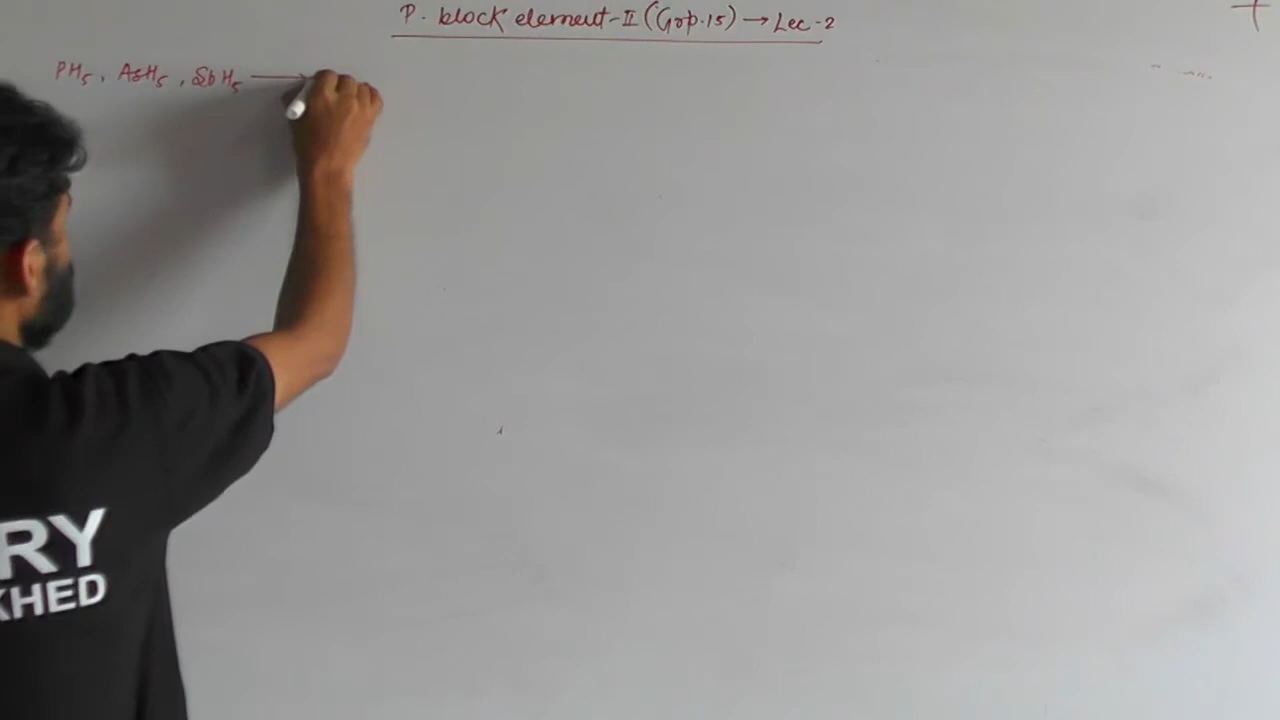 P. block element-II (Grp.15) → Lec-2
PH₅, AsH₅, SbH₅ →
RY
KHED